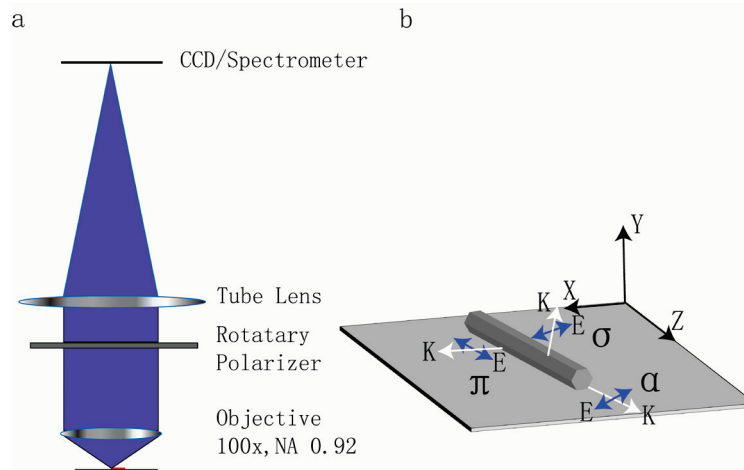 a
CCD/Spectrometer
Tube Lens
Rotatary
Polarizer
Objective
100x, NA 0.92
b
Y
X
Z
K
E
σ
K
E
π
α
E
K